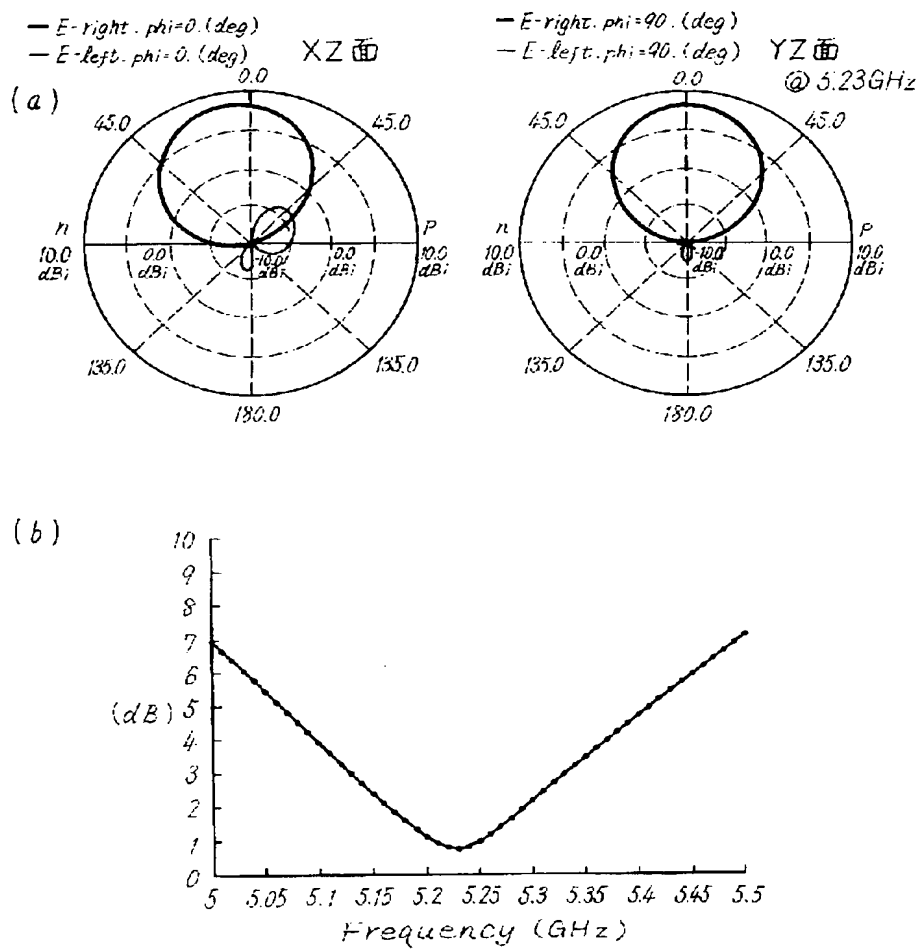 E-right. phi=0. (deg)
E-left. phi=0. (deg)
XZ面
E-right. phi=90. (deg)
E-left. phi=90. (deg)
YZ面
@ 5.23GHz
(a)
0.0
45.0
45.0
n
p
10.0
dBi
0.0
dBi
-10.0
dBi
0.0
dBi
10.0
dBi
135.0
135.0
180.0
0.0
45.0
45.0
n
p
10.0
dBi
0.0
dBi
-10.0
dBi
0.0
dBi
10.0
dBi
135.0
135.0
180.0
(b)
10
9
8
7
6
5
4
3
2
1
0
(dB)
5 5.05 5.1 5.15 5.2 5.25 5.3 5.35 5.4 5.45 5.5
Frequency (GHz)